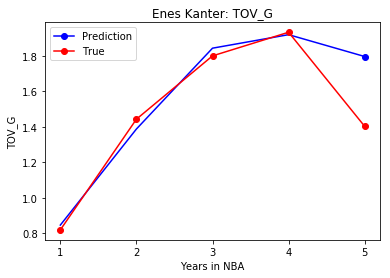 Enes Kanter: TOV_G
Prediction
True
TOV_G
1.8
1.6
1.4
1.2
1.0
0.8
1 2 3 4 5
Years in NBA